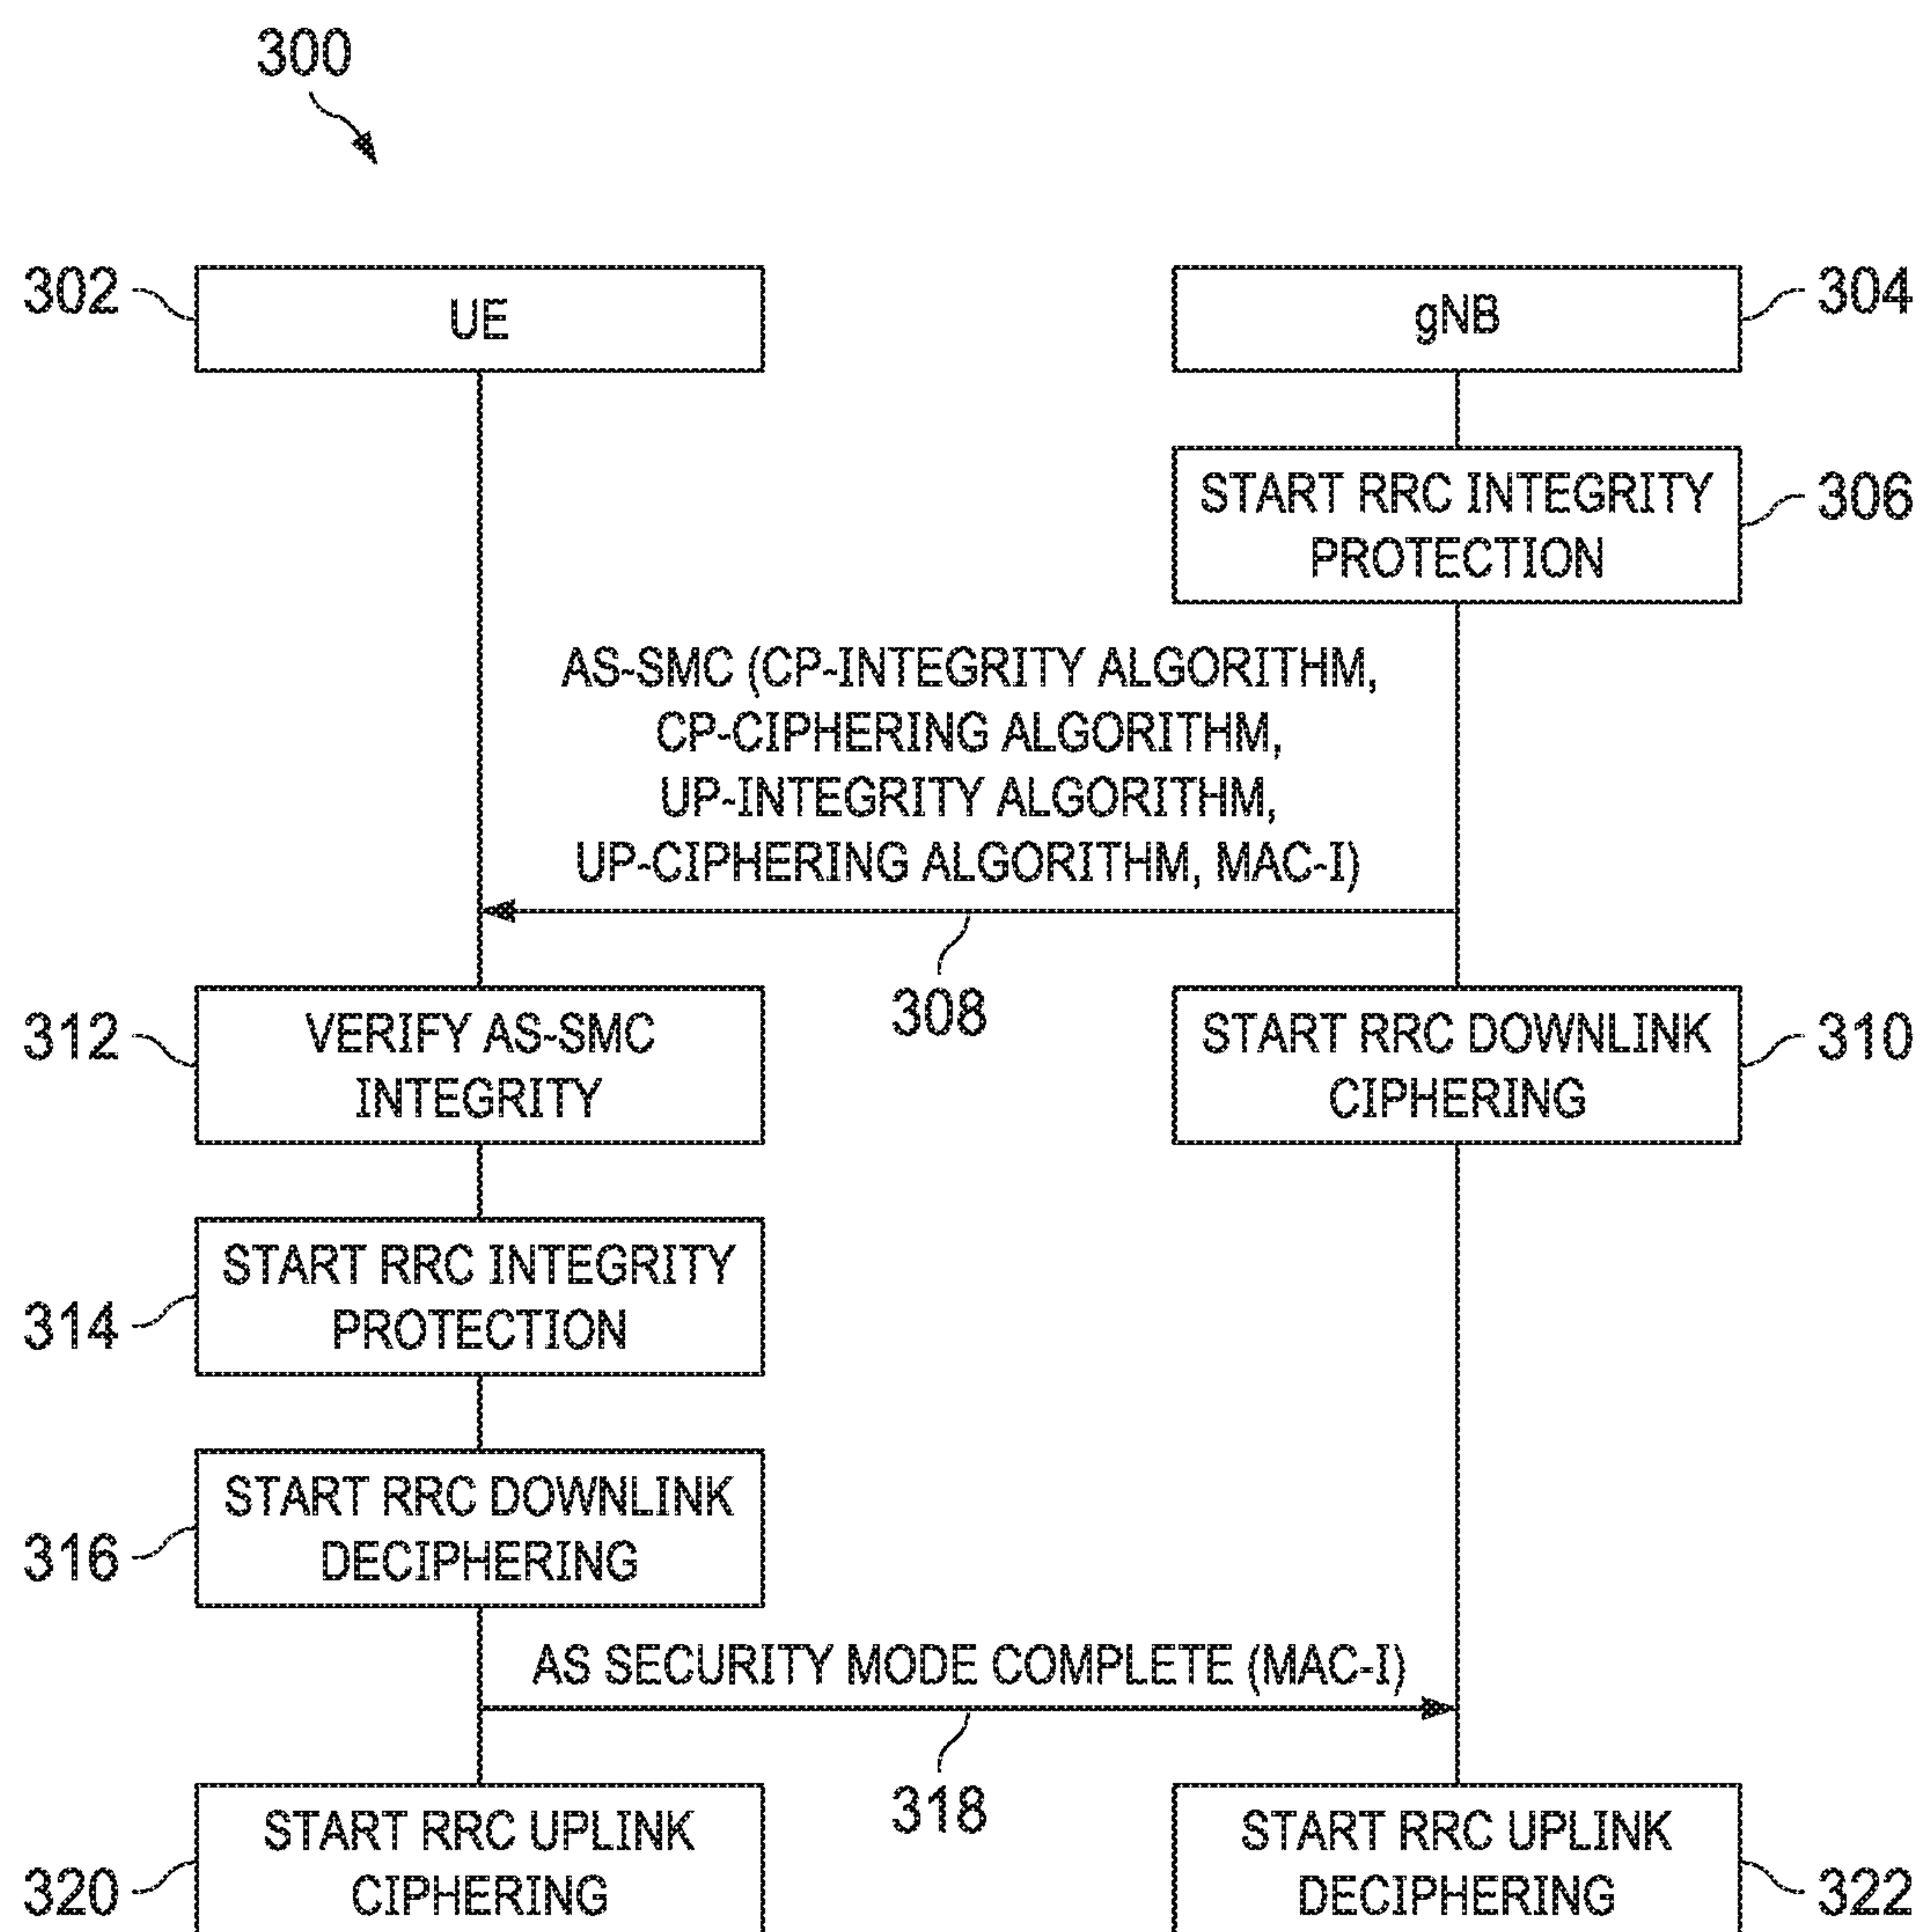 300
302
UE
gNB
304
START RRC INTEGRITY
PROTECTION
306
AS-SMC (CP-INTEGRITY ALGORITHM,
CP-CIPHERING ALGORITHM,
UP-INTEGRITY ALGORITHM,
UP-CIPHERING ALGORITHM, MAC-I)
308
312
VERIFY AS-SMC
INTEGRITY
START RRC DOWNLINK
CIPHERING
310
314
START RRC INTEGRITY
PROTECTION
316
START RRC DOWNLINK
DECIPHERING
AS SECURITY MODE COMPLETE (MAC-I)
318
320
START RRC UPLINK
CIPHERING
START RRC UPLINK
DECIPHERING
322